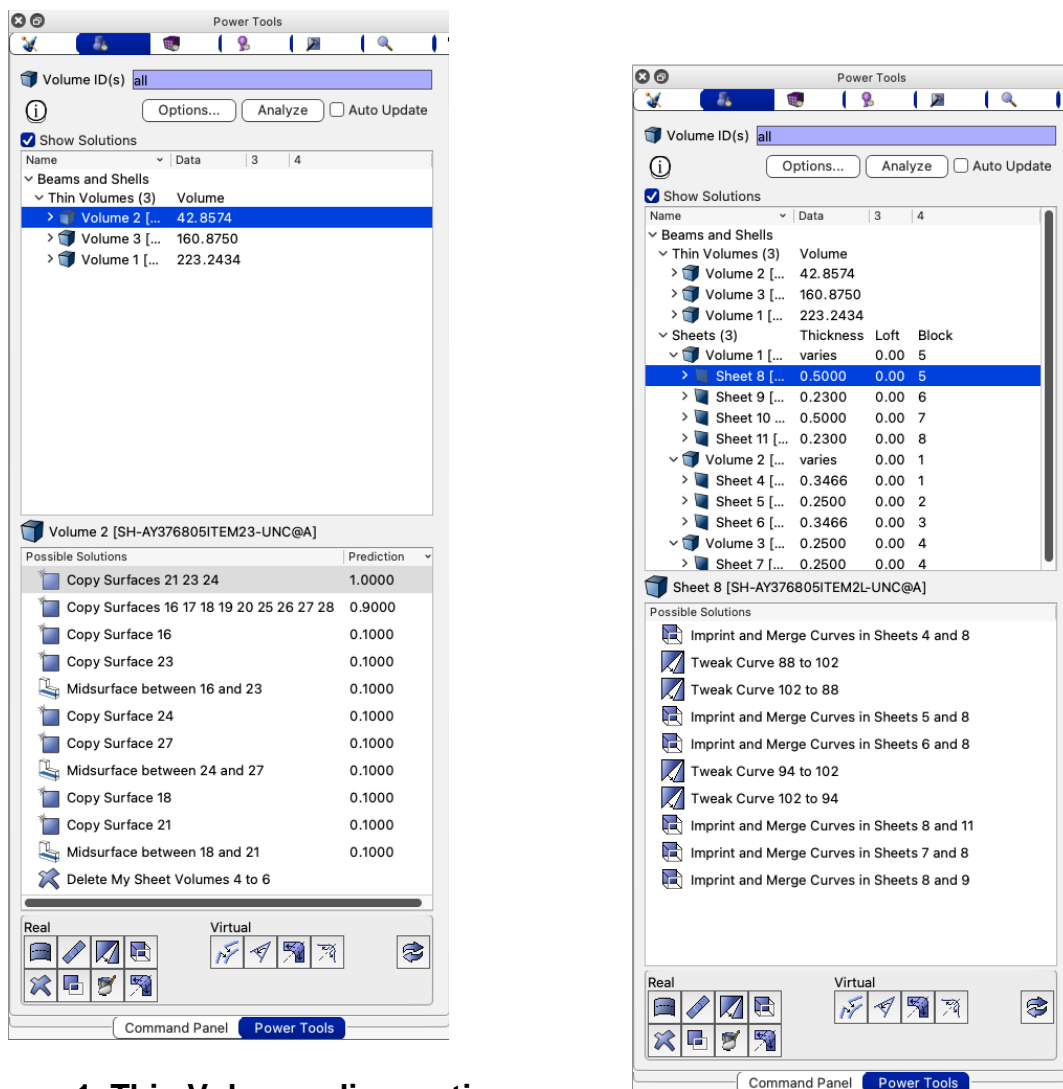 Power Tools
Volume ID(s) all
Options... Analyze Auto Update
Show Solutions
Name Data 3 4
Beams and Shells
Thin Volumes (3) Volume
Volume 2 [... 42.8574
Volume 3 [... 160.8750
Volume 1 [... 223.2434
Volume 2 [SH-AY376805ITEM23-UNC@A]
Possible Solutions Prediction
Copy Surfaces 21 23 24 1.0000
Copy Surfaces 16 17 18 19 20 25 26 27 28 0.9000
Copy Surface 16 0.1000
Copy Surface 23 0.1000
Midsurface between 16 and 23 0.1000
Copy Surface 24 0.1000
Copy Surface 27 0.1000
Midsurface between 24 and 27 0.1000
Copy Surface 18 0.1000
Copy Surface 21 0.1000
Midsurface between 18 and 21 0.1000
Delete My Sheet Volumes 4 to 6
Real Virtual
Command Panel Power Tools
Power Tools
Volume ID(s) all
Options... Analyze Auto Update
Show Solutions
Name Data 3 4
Beams and Shells
Thin Volumes (3) Volume
Volume 2 [... 42.8574
Volume 3 [... 160.8750
Volume 1 [... 223.2434
Sheets (3) Thickness Loft Block
Volume 1 [... varies 0.00 5
Sheet 8 [... 0.5000 0.00 5
Sheet 9 [... 0.2300 0.00 6
Sheet 10 ... 0.5000 0.00 7
Sheet 11 [... 0.2300 0.00 8
Volume 2 [... varies 0.00 1
Sheet 4 [... 0.3466 0.00 1
Sheet 5 [... 0.2500 0.00 2
Sheet 6 [... 0.3466 0.00 3
Volume 3 [... 0.2500 0.00 4
Sheet 7 [... 0.2500 0.00 4
Sheet 8 [SH-AY376805ITEM2L-UNC@A]
Possible Solutions
Imprint and Merge Curves in Sheets 4 and 8
Tweak Curve 88 to 102
Tweak Curve 102 to 88
Imprint and Merge Curves in Sheets 5 and 8
Imprint and Merge Curves in Sheets 6 and 8
Tweak Curve 94 to 102
Tweak Curve 102 to 94
Imprint and Merge Curves in Sheets 8 and 11
Imprint and Merge Curves in Sheets 7 and 8
Imprint and Merge Curves in Sheets 8 and 9
Real Virtual
Command Panel Power Tools